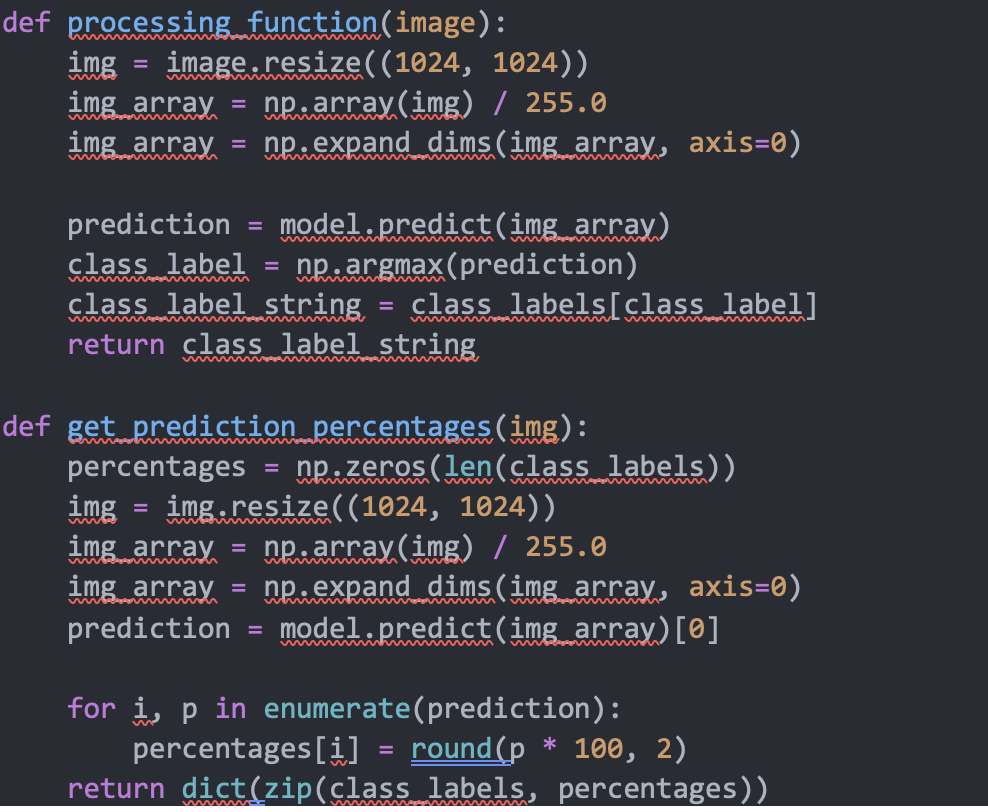 def processing_function(image):
    img = image.resize((1024, 1024))
    img_array = np.array(img) / 255.0
    img_array = np.expand_dims(img_array, axis=0)

    prediction = model.predict(img_array)
    class_label = np.argmax(prediction)
    class_label_string = class_labels[class_label]
    return class_label_string

def get_prediction_percentages(img):
    percentages = np.zeros(len(class_labels))
    img = img.resize((1024, 1024))
    img_array = np.array(img) / 255.0
    img_array = np.expand_dims(img_array, axis=0)
    prediction = model.predict(img_array)[0]

    for i, p in enumerate(prediction):
        percentages[i] = round(p * 100, 2)
    return dict(zip(class_labels, percentages))